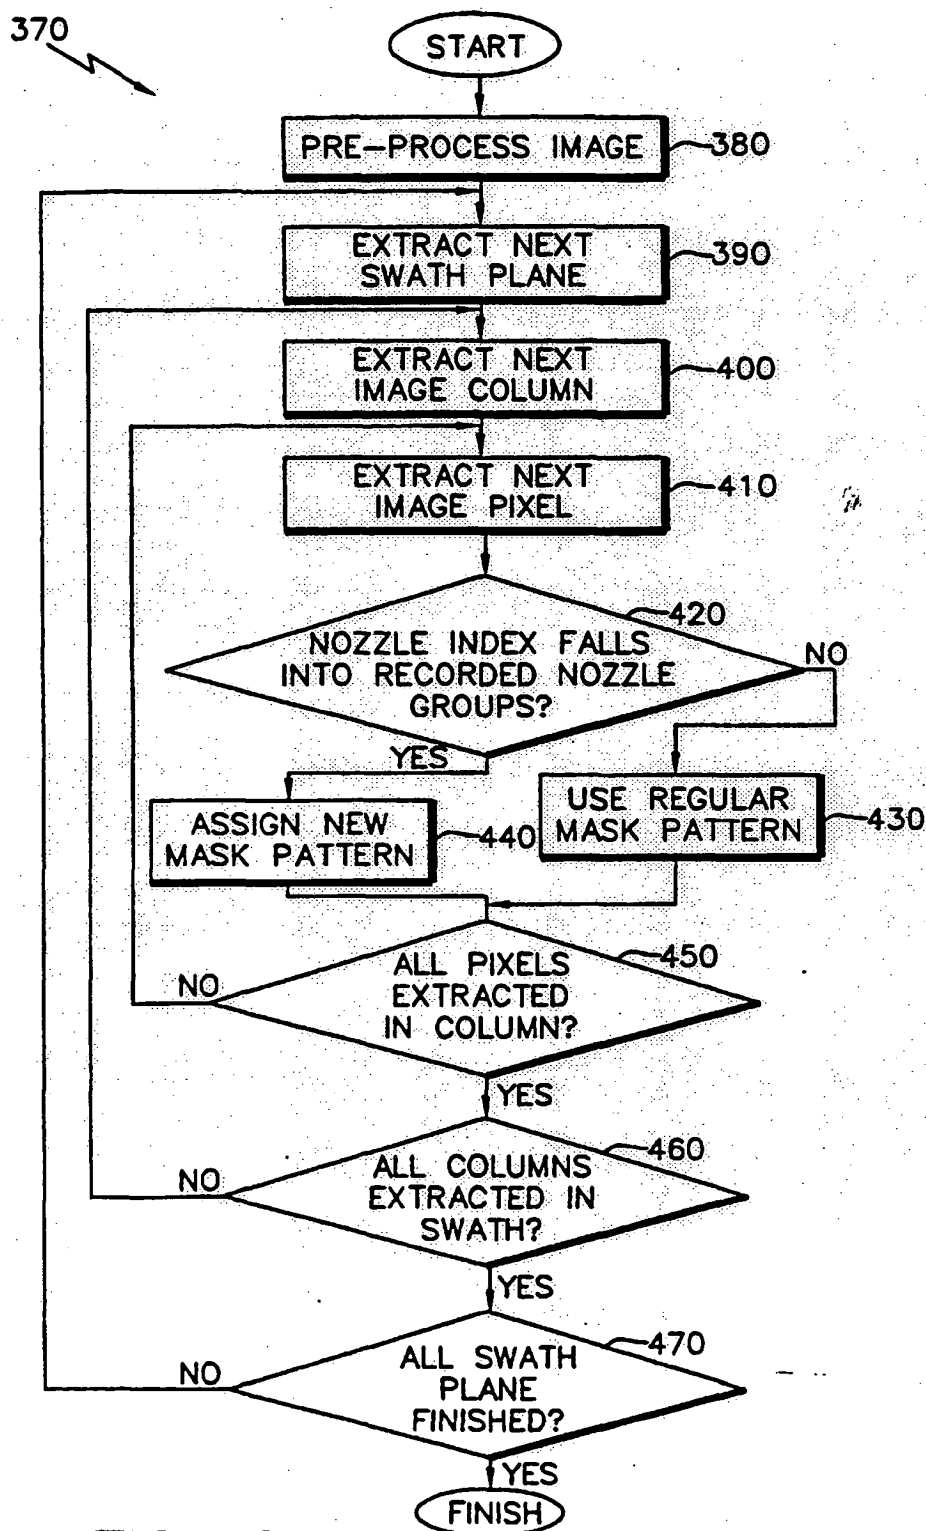 370
START
PRE-PROCESS IMAGE
380
EXTRACT NEXT
SWATH PLANE
390
EXTRACT NEXT
IMAGE COLUMN
400
EXTRACT NEXT
IMAGE PIXEL
410
420
NOZZLE INDEX FALLS
INTO RECORDED NOZZLE
GROUPS?
NO
YES
ASSIGN NEW
MASK PATTERN
440
USE REGULAR
MASK PATTERN
430
450
ALL PIXELS
EXTRACTED
IN COLUMN?
NO
YES
460
ALL COLUMNS
EXTRACTED IN
SWATH?
NO
YES
470
ALL SWATH
PLANE
FINISHED?
NO
YES
FINISH